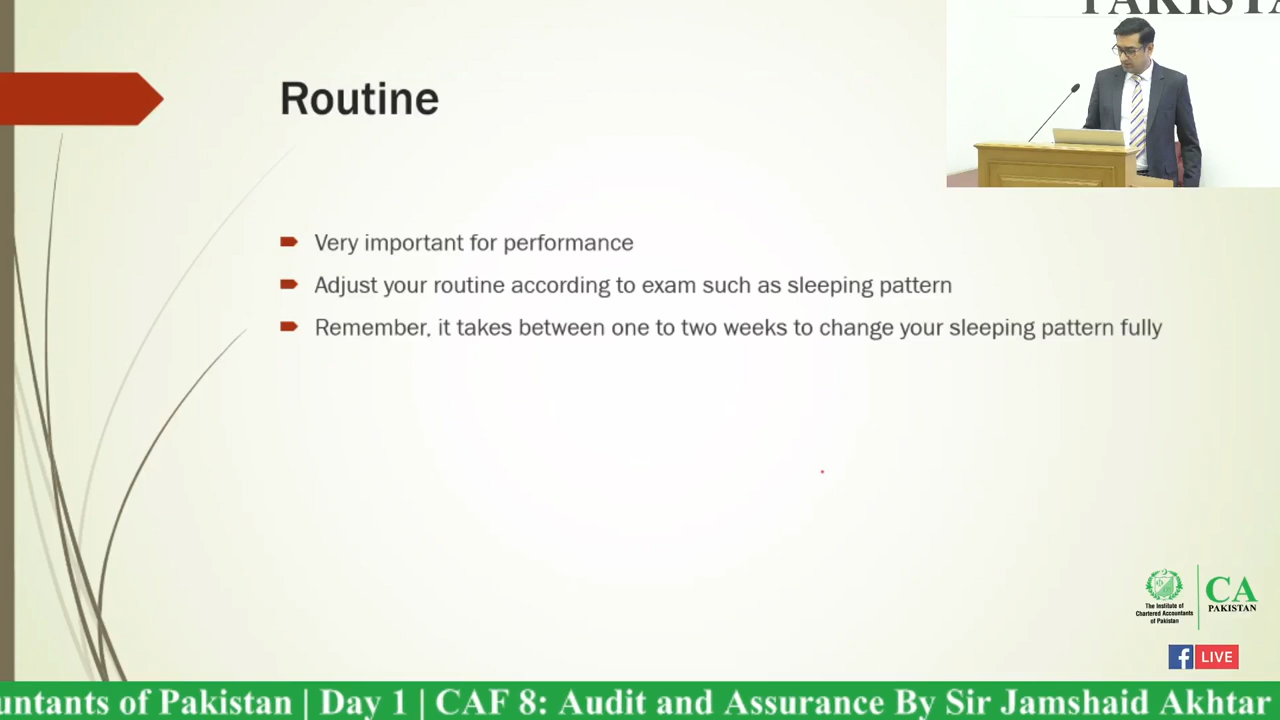 Routine
Very important for performance
Adjust your routine according to exam such as sleeping pattern
Remember, it takes between one to two weeks to change your sleeping pattern fully
The Institute of
Chartered Accountants
of Pakistan
CA
PAKISTAN
LIVE
untants of Pakistan | Day 1 | CAF 8: Audit and Assurance By Sir Jamshaid Akhtar